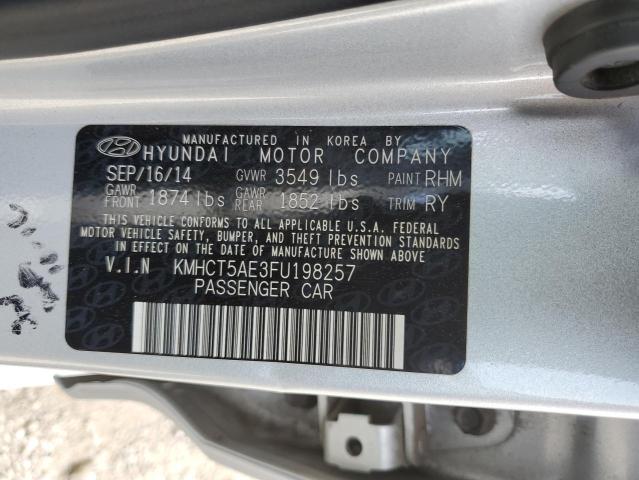 MANUFACTURED IN KOREA BY
HYUNDAI MOTOR COMPANY
SEP/16/14 GVWR 3549 lbs PAINT RHM
GAWR FRONT 1874 lbs GAWR REAR 1852 lbs TRIM RY
THIS VEHICLE CONFORMS TO ALL APPLICABLE U.S.A. FEDERAL
MOTOR VEHICLE SAFETY, BUMPER, AND THEFT PREVENTION STANDARDS
IN EFFECT ON THE DATE OF MANUFACTURE SHOWN ABOVE.
V.I.N KMHCT5AE3FU198257
PASSENGER CAR